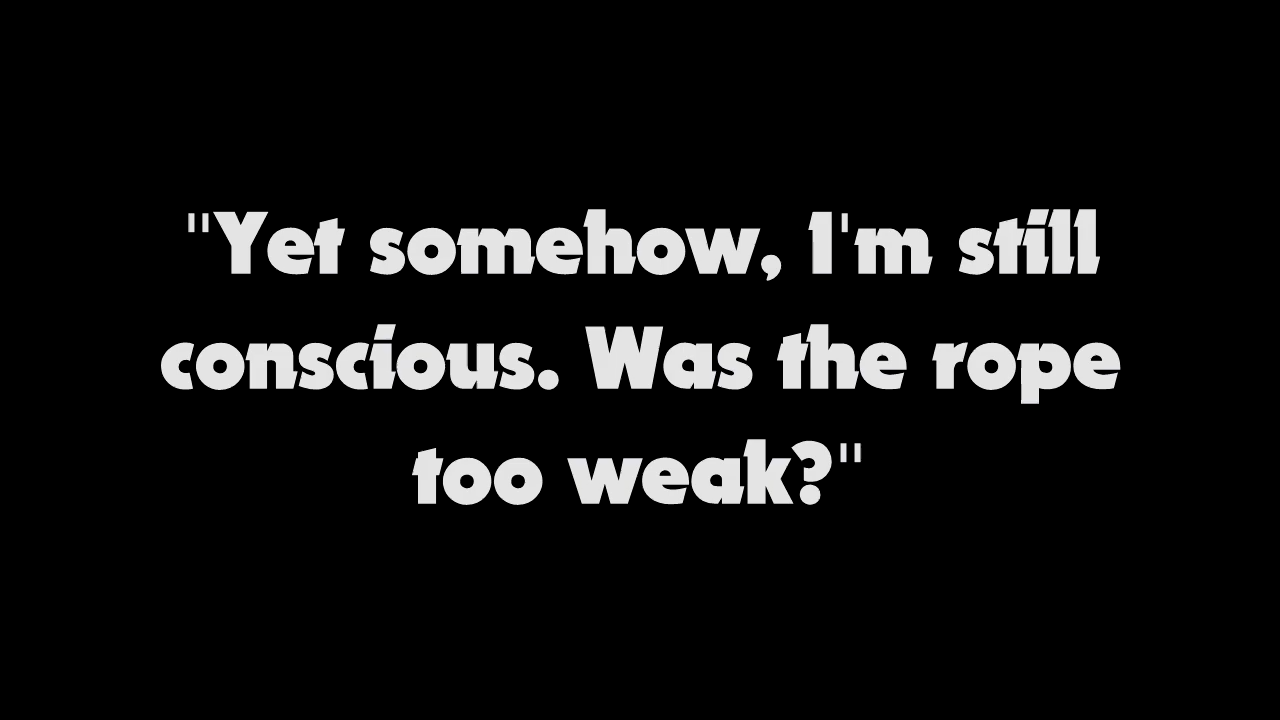 "Yet somehow, I'm still
conscious. Was the rope
too weak?"